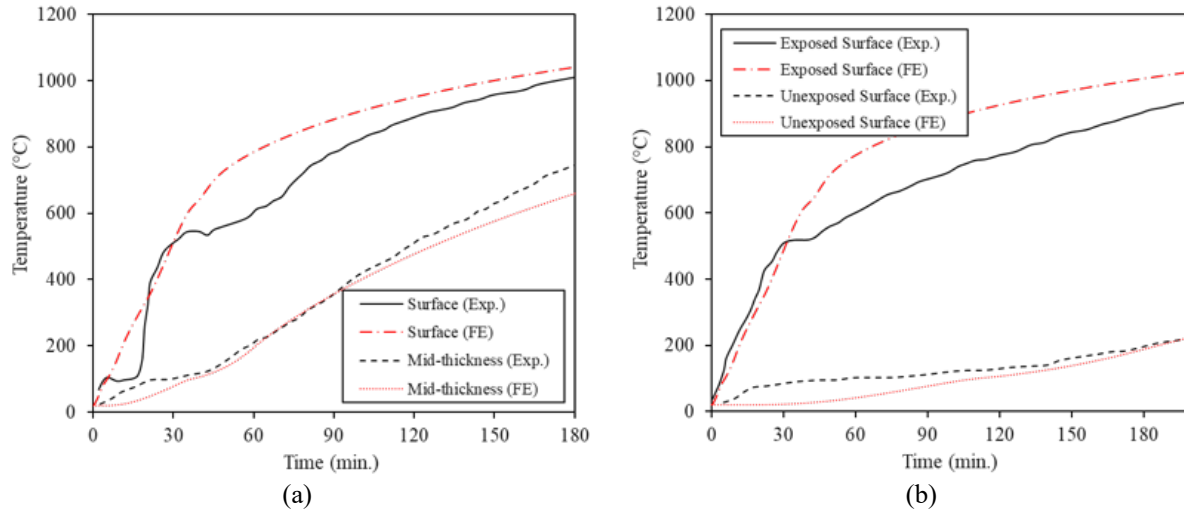 1200
1000
800
600
400
200
0
Temperature (°C)
Surface (Exp.)
Surface (FE)
Mid-thickness (Exp.)
Mid-thickness (FE)
0 30 60 90 120 150 180
Time (min.)
(a)
1200
1000
800
600
400
200
0
Temperature (°C)
Exposed Surface (Exp.)
Exposed Surface (FE)
Unexposed Surface (Exp.)
Unexposed Surface (FE)
0 30 60 90 120 150 180
Time (min.)
(b)